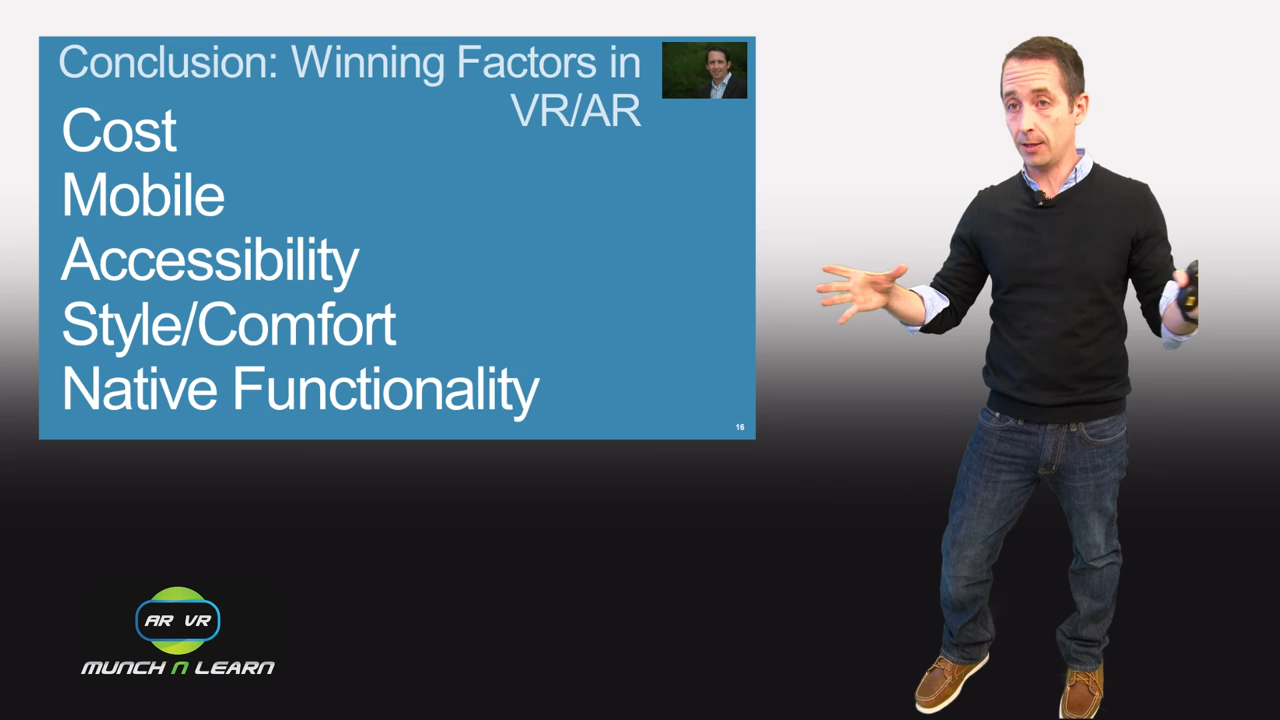 Conclusion: Winning Factors in
VR/AR
Cost
Mobile
Accessibility
Style/Comfort
Native Functionality
16
AR VR
MUNCH N LEARN